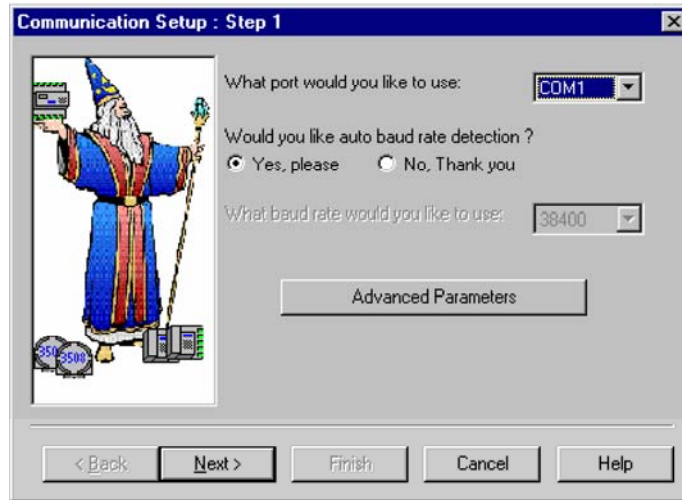 Communication Setup : Step 1
What port would you like to use:
COM1
Would you like auto baud rate detection ?
Yes, please
No, Thank you
What baud rate would you like to use:
38400
Advanced Parameters
350
3508
< Back
Next >
Finish
Cancel
Help